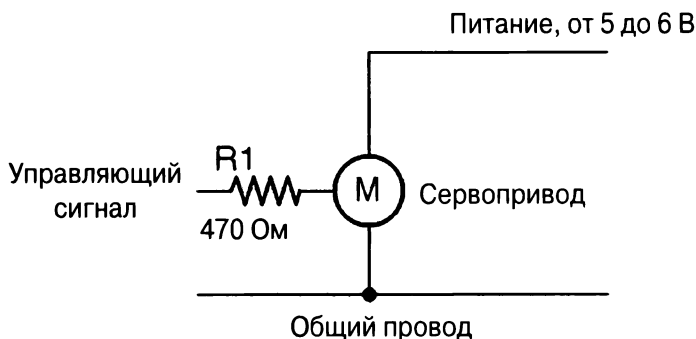 Питание, от 5 до 6 В
R1
Управляющий
сигнал
470 Ом
М
Сервопривод
Общий провод